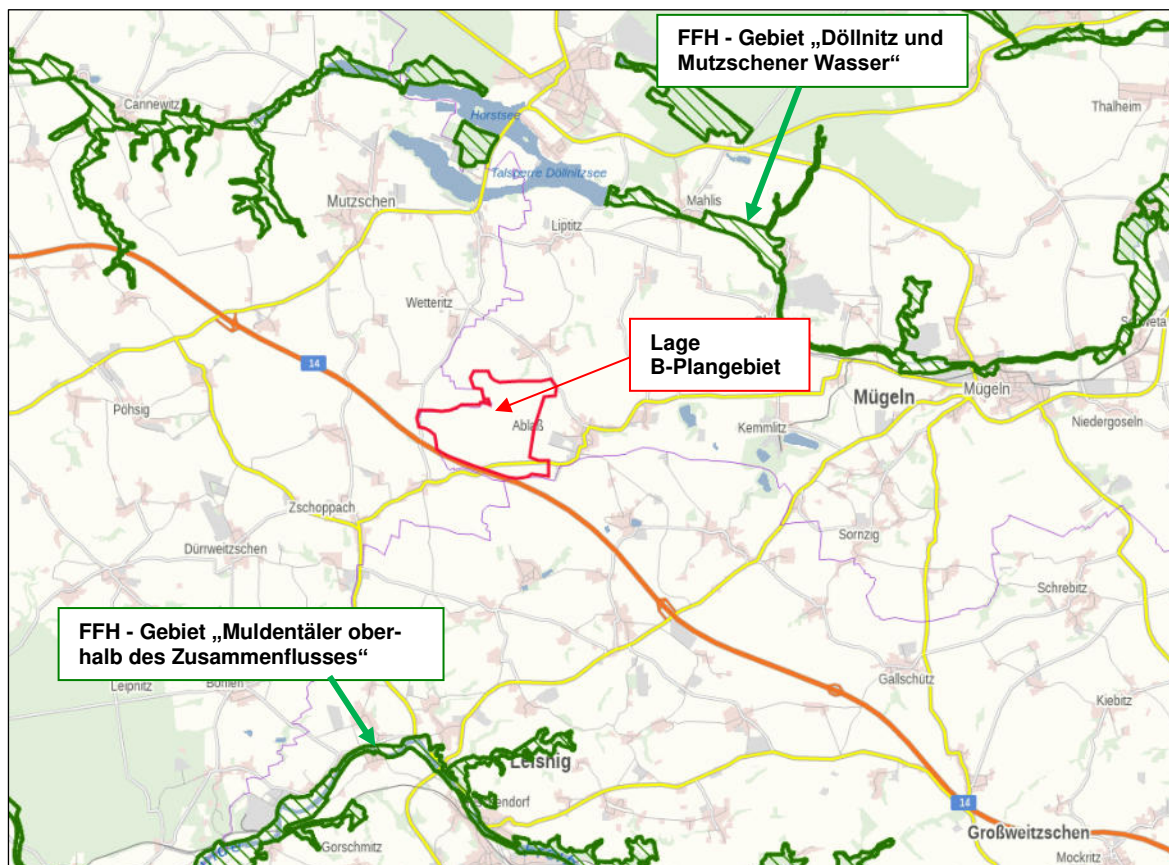 FFH - Gebiet „Döllnitz und
Mutzschener Wasser“
Cannewitz
Thalheim
Horstsee
Talsperre Döllnitzsee
Mutzschen
Mahlis
Liptitz
Wetteritz
Lage
B-Plangebiet
14
Pöhsig
Ablaß
Mügeln
Mügeln
Kemmlitz
Niedergoseln
Zschoppach
Dürrweitzschen
Sornzig
Schrebitz
FFH - Gebiet „Muldentäler ober-
halb des Zusammenflusses“
Leipnitz
Gallschütz
Kiebitz
Leisnig
14
Großweitzschen
Gorschmitz
Mockritz